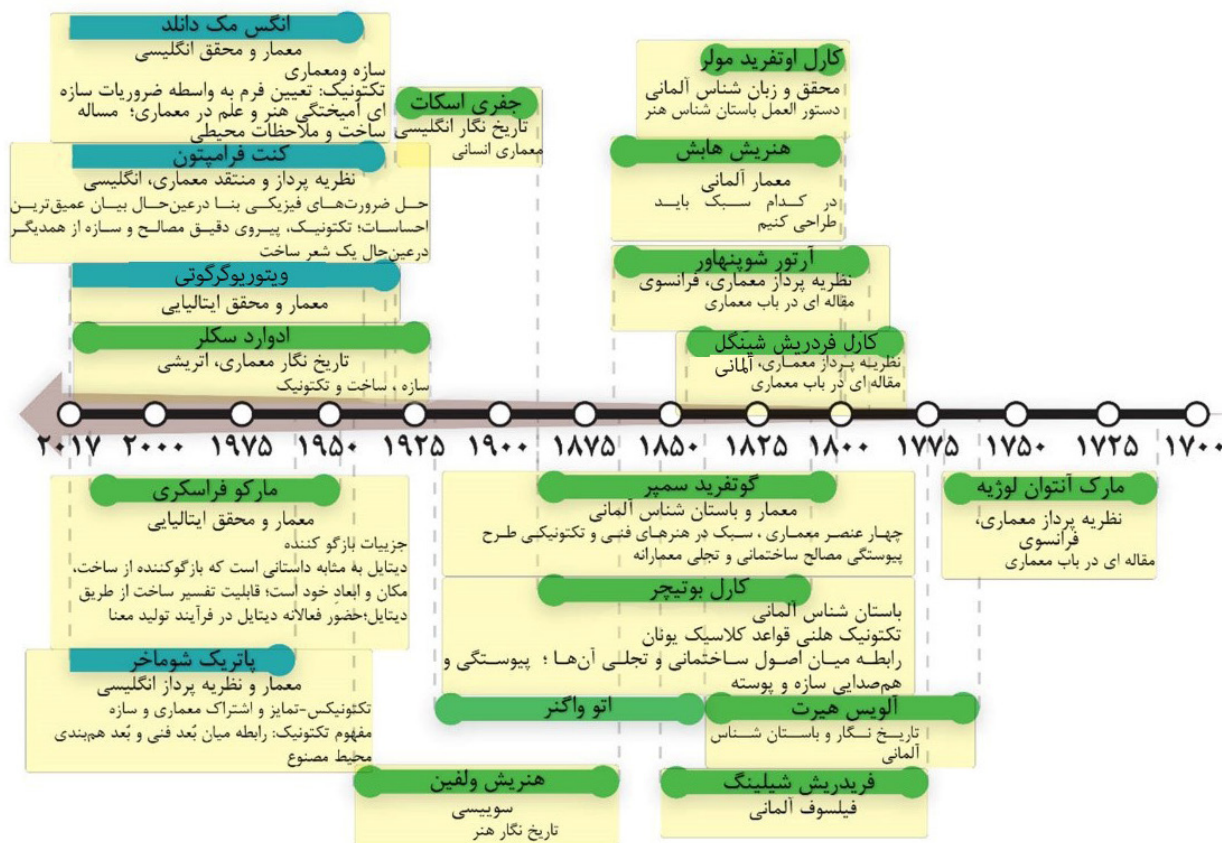 انگس مک دانلد
معمار و محقق انگلیسی
سازه ومعماری
تکتونیک: تعیین فرم به واسطه ضروریات سازه
ای آمیختگی هنر و علم در معماری؛ مساله
ساخت و ملاحظات محیطی
کنت فرامپتون
نظریه پرداز و منتقد معماری، انگلیسی
حل ضرورت‌های فیزیکی بنا درعین‌حال بیان عمیق‌ترین
احساسات؛ تکتونیک، پیروی دقیق مصالح و سازه از همدیگر
درعین‌حال یک شعر ساخت
ویتوریوگرگوتی
معمار و محقق ایتالیایی
ادوارد سکلر
تاریخ نگار معماری، اتریشی
سازه ، ساخت و تکتونیک
جفری اسکات
تاریخ نگار انگلیسی
معماری انسانی
کارل اوتفرید مولر
محقق و زبان شناس آلمانی
دستور العمل باستان شناس هنر
هنریش هابش
معمار آلمانی
در کدام سبک باید
طراحی کنیم
آرتور شوپنهاور
نظریه پرداز معماری، فرانسوی
مقاله ای در باب معماری
کارل فردریش شینگل
نظریه پرداز معماری، آلمانی
مقاله ای در باب معماری
۲۰۱۷ ۲۰۰۰ ۱۹۷۵ ۱۹۵۰ ۱۹۲۵ ۱۹۰۰ ۱۸۷۵ ۱۸۵۰ ۱۸۲۵ ۱۸۰۰ ۱۷۷۵ ۱۷۵۰ ۱۷۲۵ ۱۷۰۰
مارک آنتوان لوژیه
نظریه پرداز معماری،
فرانسوی
مقاله ای در باب معماری
گوتفرید سمپر
معمار و باستان شناس آلمانی
چهار عنصر معماری ، سبک در هنرهای فنی و تکتونیکی طرح
پیوستگی مصالح ساختمانی و تجلی معمارانه
کارل بوتیچر
باستان شناس آلمانی
تکتونیک هلنی قواعد کلاسیک یونان
رابطه میان اصول ساختمانی و تجلی آن‌ها ؛ پیوستگی و
هم‌صدایی سازه و پوسته
اتو واگنر
آلویس هیرت
تاریخ نگار و باستان شناس
آلمانی
فریدریش شیلینگ
فیلسوف آلمانی
هنریش ولفین
سوییسی
تاریخ نگار هنر
مارکو فراسکری
معمار و محقق ایتالیایی
جزییات بازگو کننده
دیتایل به مثابه داستانی است که بازگوکننده از ساخت،
مکان و ابعاد خود است؛ قابلیت تفسیر ساخت از طریق
دیتایل؛حضور فعالانه دیتایل در فرآیند تولید معنا
پاتریک شوماخر
معمار و نظریه پرداز انگلیسی
تکتونیکس-تمایز و اشتراک معماری و سازه
مفهوم تکتونیک: رابطه میان بُعد فنی و بُعد هم‌بندی
محیط مصنوع